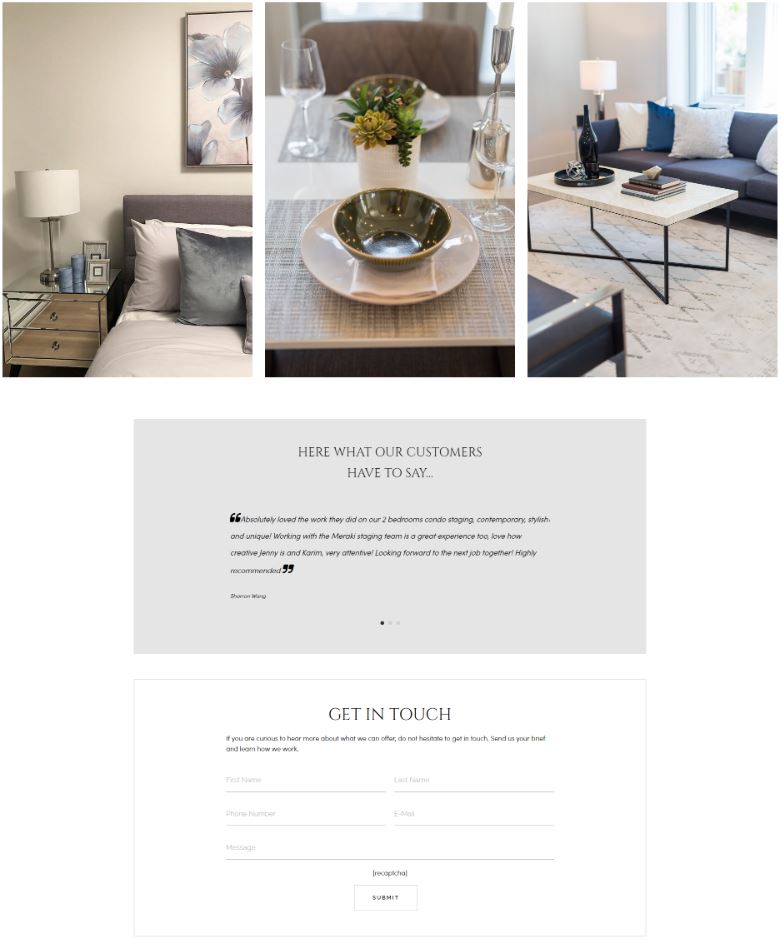 HERE WHAT OUR CUSTOMERS
HAVE TO SAY...
❝Absolutely loved the work they did on our 2 bedrooms condo staging, contemporary, stylish,
and unique! Working with the Meraki staging team is a great experience too, love how
creative Jenny is and Karim, very attentive! Looking forward to the next job together! Highly
recommended ❞
Sharron Wang
GET IN TOUCH
If you are curious to hear more about what we can offer, do not hesitate to get in touch. Send us your brief
and learn how we work.
First Name
Last Name
Phone Number
E-Mail
Message
[recaptcha]
SUBMIT